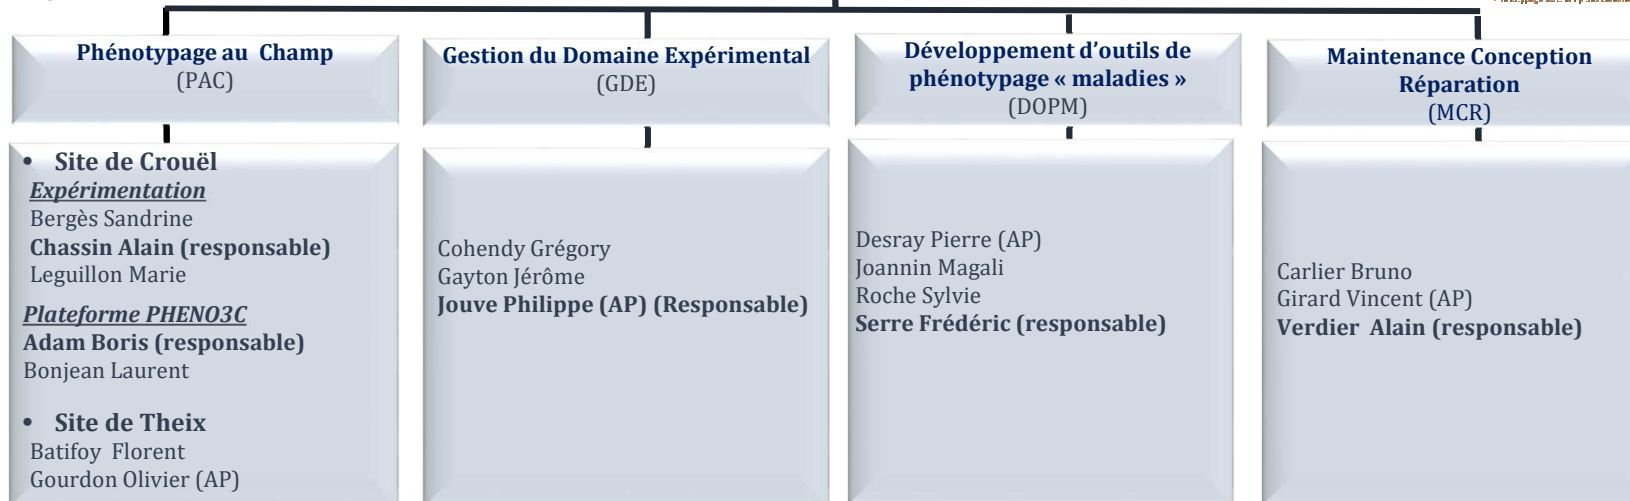 Phénotypage au Champ
(PAC)
• Site de Crouël
Expérimentation
Bergès Sandrine
Chassin Alain (responsable)
Leguillon Marie
Plateforme PHENO3C
Adam Boris (responsable)
Bonjean Laurent
• Site de Theix
Batifoy Florent
Gourdon Olivier (AP)
Gestion du Domaine Expérimental
(GDE)
Cohendy Grégory
Gayton Jérôme
Jouve Philippe (AP) (Responsable)
Développement d'outils de
phénotypage « maladies »
(DOPM)
Desray Pierre (AP)
Joannin Magali
Roche Sylvie
Serre Frédéric (responsable)
Maintenance Conception
Réparation
(MCR)
Carlier Bruno
Girard Vincent (AP)
Verdier Alain (responsable)